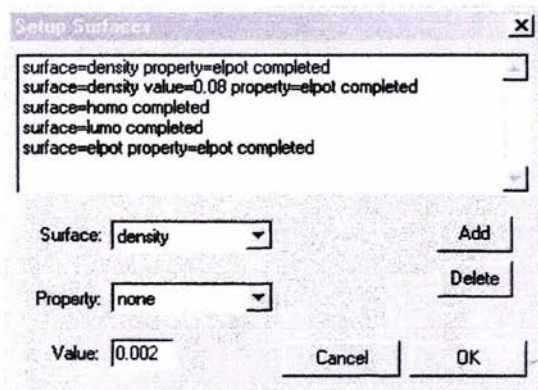 Setup Surfaces
surface=density property=elpot completed
surface=density value=0.08 property=elpot completed
surface=homo completed
surface=lumo completed
surface=elpot property=elpot completed
Surface: density
Add
Delete
Property: none
Value: 0.002
Cancel
OK